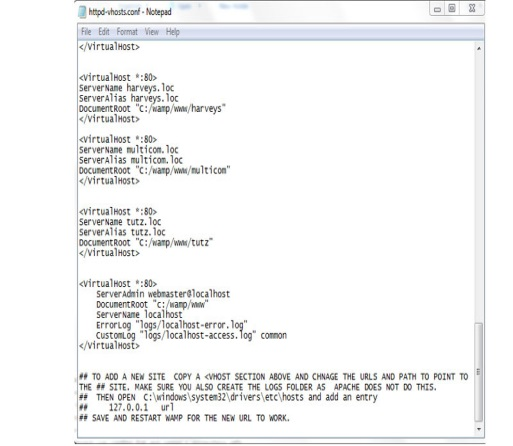 httpd-vhosts.conf - Notepad
File Edit Format View Help
</VirtualHost>
<VirtualHost *:80>
ServerName harveys.loc
ServerAlias harveys.loc
DocumentRoot "C:/wamp/www/harveys"
</VirtualHost>
<VirtualHost *:80>
ServerName multicom.loc
ServerAlias multicom.loc
DocumentRoot "C:/wamp/www/multicom"
</VirtualHost>
<VirtualHost *:80>
ServerName tutz.loc
ServerAlias tutz.loc
DocumentRoot "C:/wamp/www/tutz"
</VirtualHost>
<VirtualHost *:80>
ServerAdmin webmaster@localhost
DocumentRoot "c:/wamp/www"
ServerName localhost
ErrorLog "logs/localhost-error.log"
CustomLog "logs/localhost-access.log" common
</VirtualHost>
## TO ADD A NEW SITE COPY A <VHOST SECTION ABOVE AND CHNAGE THE URLS AND PATH TO POINT TO
THE ## SITE. MAKE SURE YOU ALSO CREATE THE LOGS FOLDER AS APACHE DOES NOT DO THIS.
## THEN OPEN C:\windows\system32\drivers\etc\hosts and add an entry
## 127.0.0.1 url
## SAVE AND RESTART WAMP FOR THE NEW URL TO WORK.